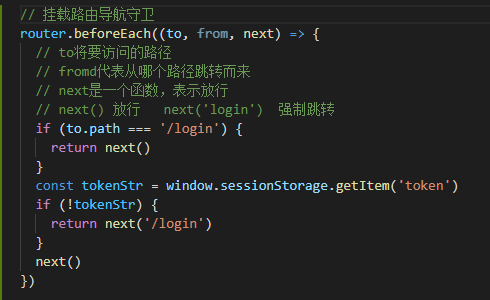 // 挂载路由导航守卫
router.beforeEach((to, from, next) => {
// to将要访问的路径
// fromd代表从哪个路径跳转而来
// next是一个函数，表示放行
// next() 放行   next('login')  强制跳转
if (to.path === '/login') {
return next()
}
const tokenStr = window.sessionStorage.getItem('token')
if (!tokenStr) {
return next('/login')
}
next()
})